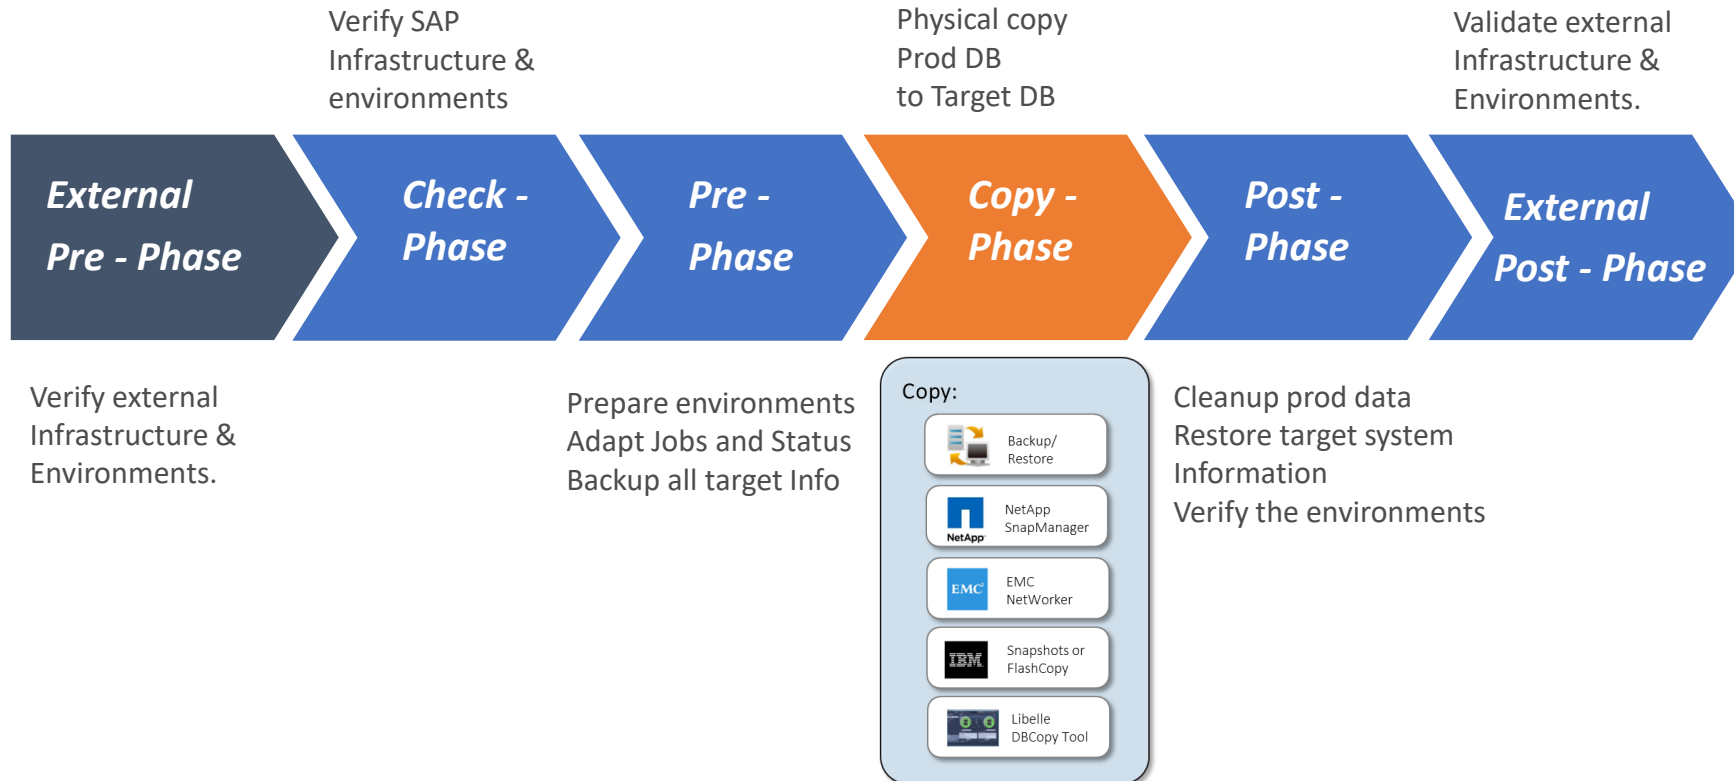 Verify SAP
Infrastructure &
environments
Physical copy
Prod DB
to Target DB
Validate external
Infrastructure &
Environments.
External
Pre - Phase
Check -
Phase
Pre -
Phase
Copy -
Phase
Post -
Phase
External
Post - Phase
Verify external
Infrastructure &
Environments.
Prepare environments
Adapt Jobs and Status
Backup all target Info
Copy:
Backup/
Restore
NetApp
NetApp
SnapManager
EMC²
EMC
NetWorker
IBM
Snapshots or
FlashCopy
Libelle
DBCopy Tool
Cleanup prod data
Restore target system
Information
Verify the environments